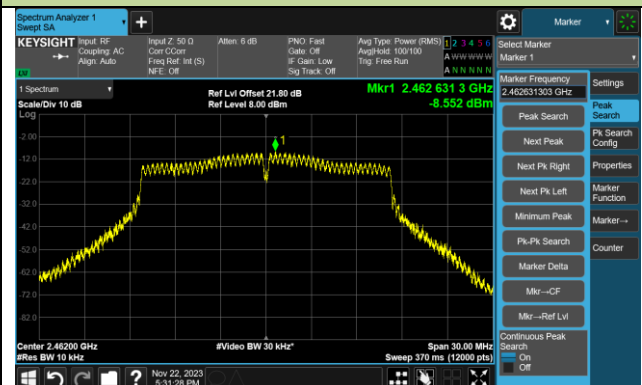 Spectrum Analyzer 1
Swept SA
+
Marker
KEYSIGHT
Input: RF
Coupling: AC
Align: Auto
Input Z: 50 Ω
Corr CCorr
Freq Ref: Int (S)
NFE: Off
Atten: 6 dB
PNO: Fast
Gate: Off
IF Gain: Low
Sig Track: Off
Avg Type: Power (RMS)
Avg|Hold: 100/100
Trig: Free Run
1 2 3 4 5 6
A W W W W W
A N N N N N
LXI
Select Marker
Marker 1
1 Spectrum
Scale/Div 10 dB
Log
Ref Lvl Offset 21.80 dB
Ref Level 8.00 dBm
Mkr1 2.462 631 3 GHz
-8.552 dBm
Marker Frequency
2.462631303 GHz
Peak Search
Next Peak
Next Pk Right
Next Pk Left
Minimum Peak
Pk-Pk Search
Marker Delta
Mkr→CF
Mkr→Ref Lvl
Continuous Peak
Search
On
Off
Settings
Peak
Search
Pk Search
Config
Properties
Marker
Function
Marker→
Counter
1
-2.00
-12.0
-22.0
-32.0
-42.0
-52.0
-62.0
-72.0
-82.0
Center 2.46200 GHz
#Res BW 10 kHz
#Video BW 30 kHz*
Span 30.00 MHz
Sweep 370 ms (12000 pts)
?
Nov 22, 2023
5:31:28 PM